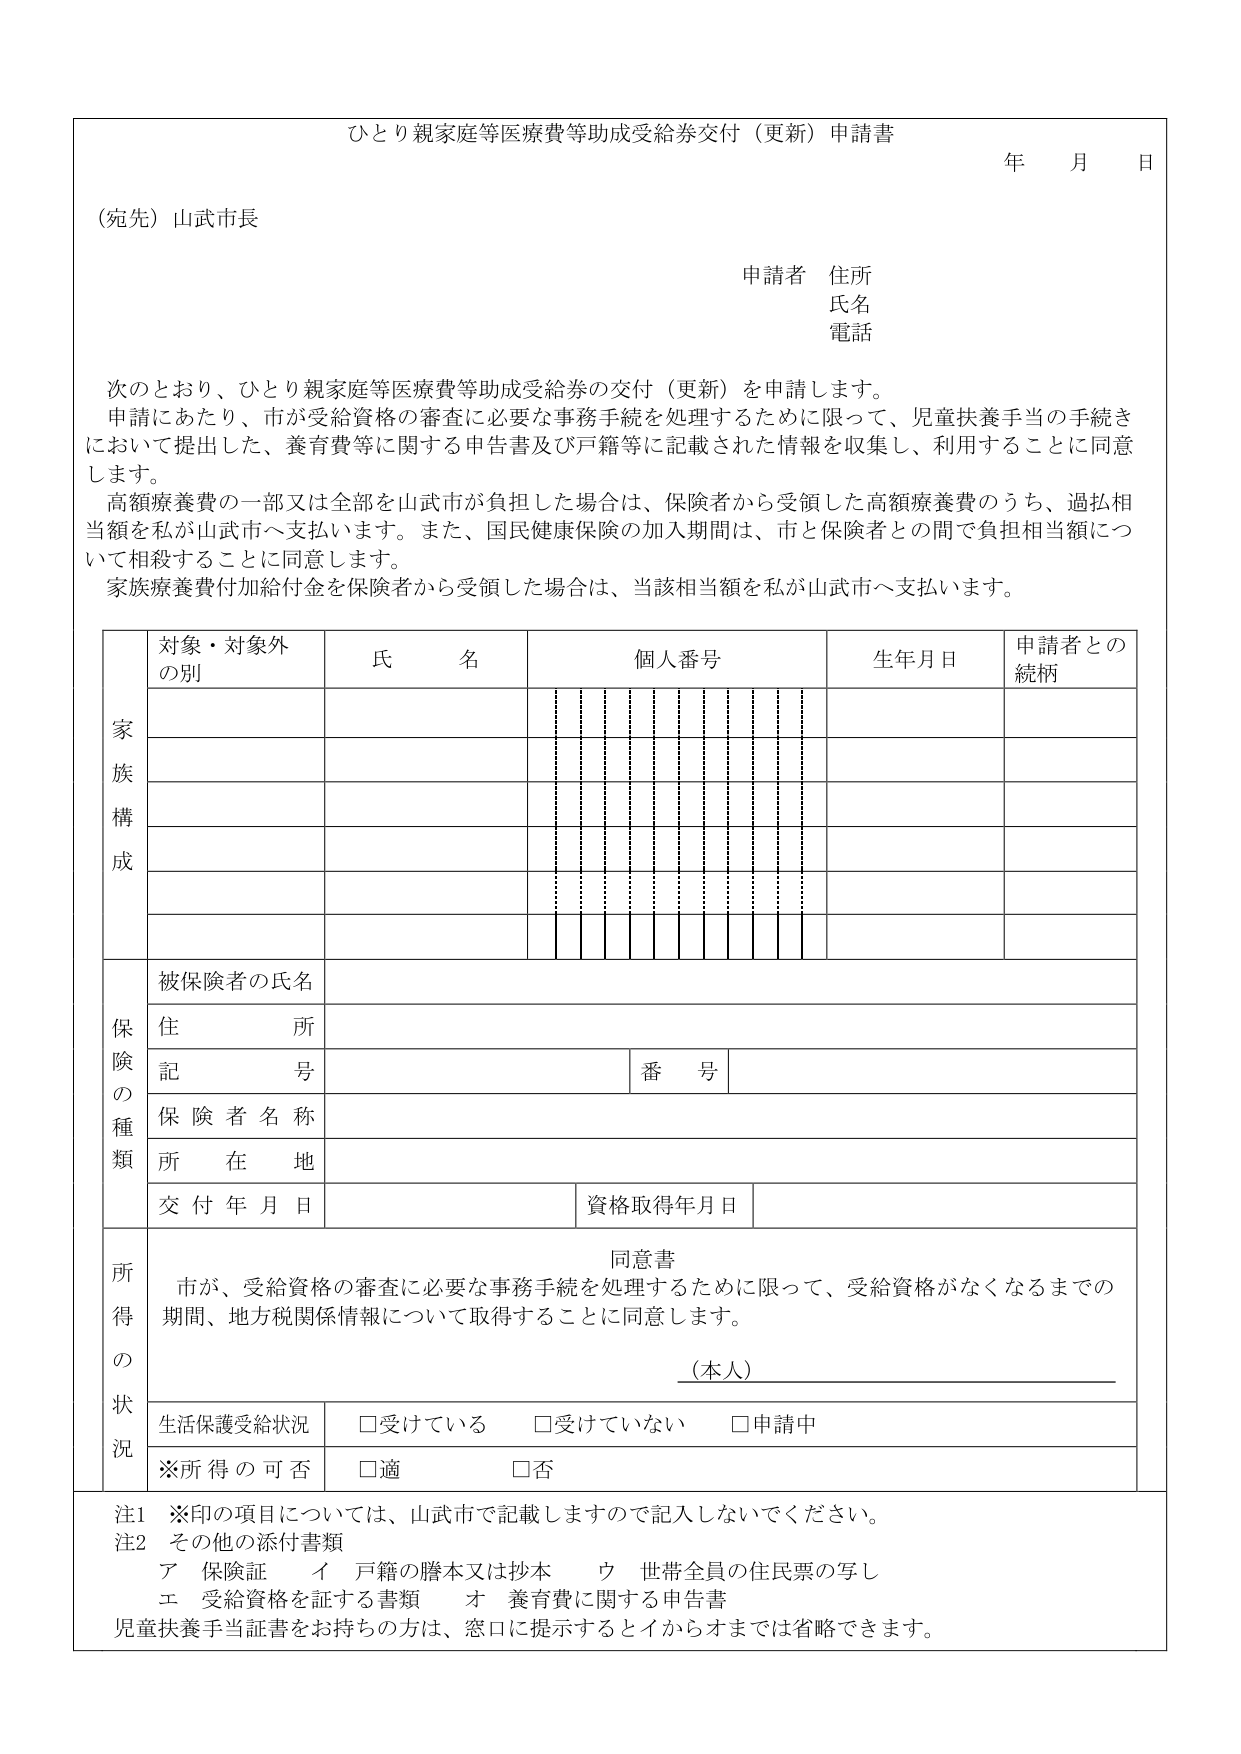 ひとり親家庭等医療費等助成受給券交付（更新）申請書
年　　月　　日
（宛先）山武市長
申請者　住所
氏名
電話
次のとおり、ひとり親家庭等医療費等助成受給券の交付（更新）を申請します。
申請にあたり、市が受給資格の審査に必要な事務手続を処理するために限って、児童扶養手当の手続き
において提出した、養育費等に関する申告書及び戸籍等に記載された情報を収集し、利用することに同意
します。
高額療養費の一部又は全部を山武市が負担した場合は、保険者から受領した高額療養費のうち、過払相
当額を私が山武市へ支払います。また、国民健康保険の加入期間は、市と保険者との間で負担相当額につ
いて相殺することに同意します。
家族療養費付加給付金を保険者から受領した場合は、当該相当額を私が山武市へ支払います。
家族構成
対象・対象外
の別
氏　　　名
個人番号
生年月日
申請者との
続柄
保険の種類
被保険者の氏名
住　　　　　所
記　　　　　号
番　号
保険者名称
所　在　地
交付年月日
資格取得年月日
所得の状況
同意書
市が、受給資格の審査に必要な事務手続を処理するために限って、受給資格がなくなるまでの
期間、地方税関係情報について取得することに同意します。
（本人）
生活保護受給状況
□受けている　　□受けていない　　□申請中
※所得の可否
□適　　　　　□否
注1　※印の項目については、山武市で記載しますので記入しないでください。
注2　その他の添付書類
ア　保険証　　イ　戸籍の謄本又は抄本　　ウ　世帯全員の住民票の写し
エ　受給資格を証する書類　　オ　養育費に関する申告書
児童扶養手当証書をお持ちの方は、窓口に提示するとイからオまでは省略できます。